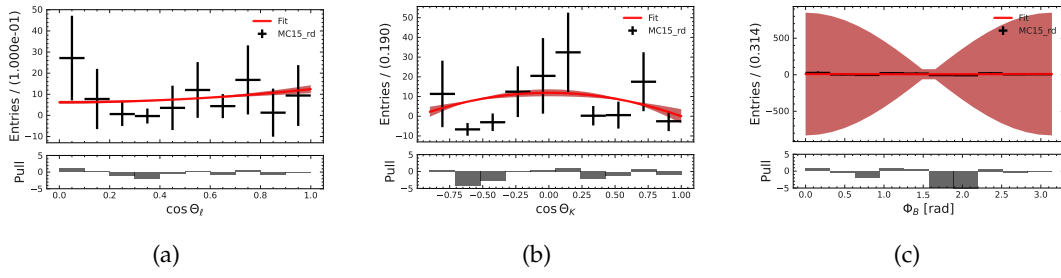 Entries / (1.000e-01)
50
40
30
20
10
0
−10
Fit
MC15_rd
Pull
5
0
−5
0.0 0.2 0.4 0.6 0.8 1.0
cos Θℓ
(a)
Entries / (0.190)
50
40
30
20
10
0
−10
Fit
MC15_rd
Pull
5
0
−5
−0.75 −0.50 −0.25 0.00 0.25 0.50 0.75 1.00
cos ΘK
(b)
Entries / (0.314)
500
0
−500
Fit
MC15_rd
Pull
5
0
−5
0.0 0.5 1.0 1.5 2.0 2.5 3.0
ΦB [rad]
(c)